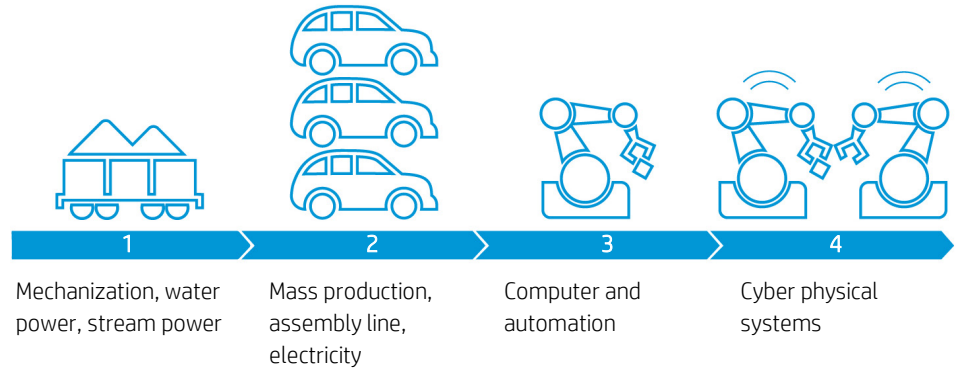 1
2
3
4
Mechanization, water
power, stream power
Mass production,
assembly line,
electricity
Computer and
automation
Cyber physical
systems